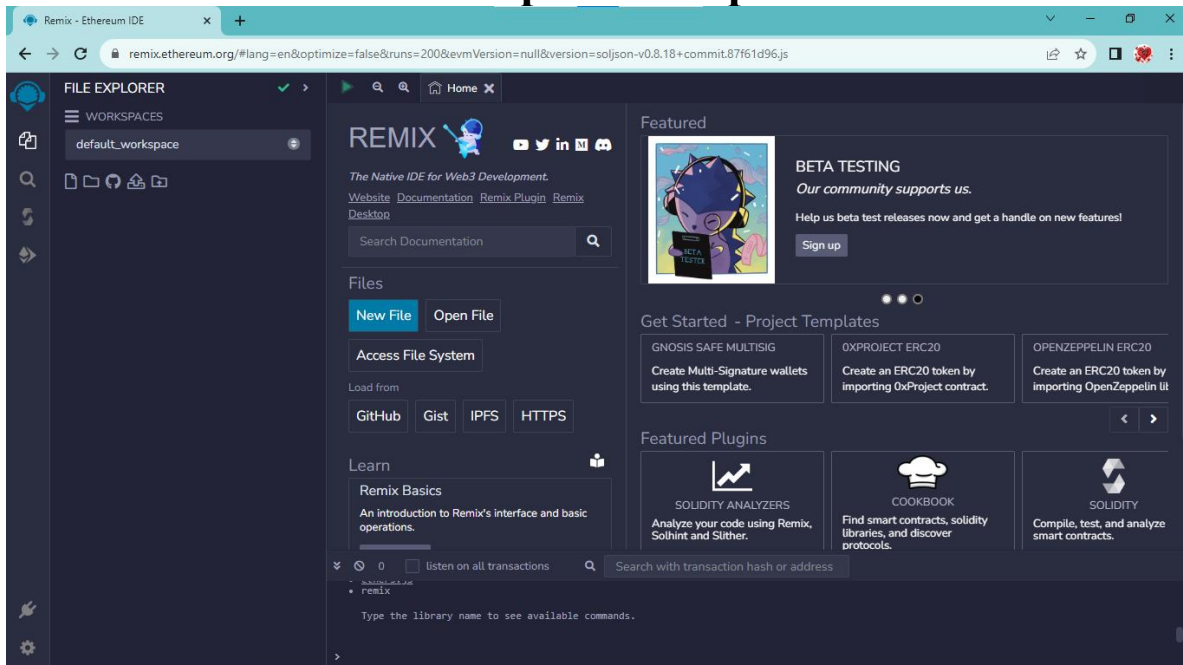 Remix - Ethereum IDE
remix.ethereum.org/#lang=en&optimize=false&runs=200&evmVersion=null&version=soljson-v0.8.18+commit.87f61d96.js
FILE EXPLORER
WORKSPACES
default_workspace
Home
REMIX
in M
The Native IDE for Web3 Development.
Website Documentation Remix Plugin Remix
Desktop
Search Documentation
Files
New File Open File
Access File System
Load from
GitHub Gist IPFS HTTPS
Learn
Remix Basics
An introduction to Remix's interface and basic
operations.
Featured
BETA
TESTER
BETA TESTING
Our community supports us.
Help us beta test releases now and get a handle on new features!
Sign up
Get Started - Project Templates
GNOSIS SAFE MULTISIG
Create Multi-Signature wallets
using this template.
0XPROJECT ERC20
Create an ERC20 token by
importing 0xProject contract.
OPENZEPPELIN ERC20
Create an ERC20 token by
importing OpenZeppelin lib
Featured Plugins
SOLIDITY ANALYZERS
Analyze your code using Remix,
Solhint and Slither.
COOKBOOK
Find smart contracts, solidity
libraries, and discover
protocols.
SOLIDITY
Compile, test, and analyze
smart contracts.
0 listen on all transactions Search with transaction hash or address
remix
Type the library name to see available commands.
>